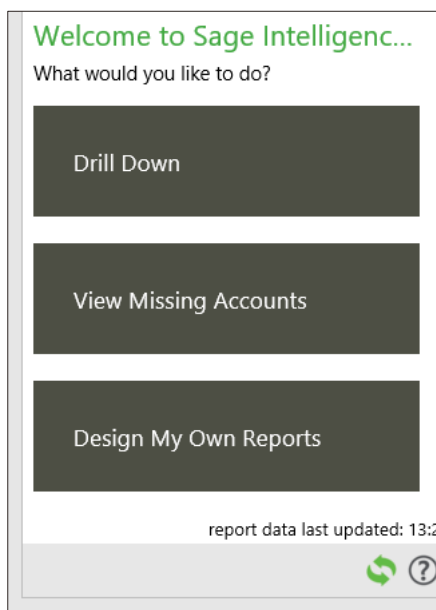 Welcome to Sage Intelligenc...
What would you like to do?
Drill Down
View Missing Accounts
Design My Own Reports
report data last updated: 13:2
?